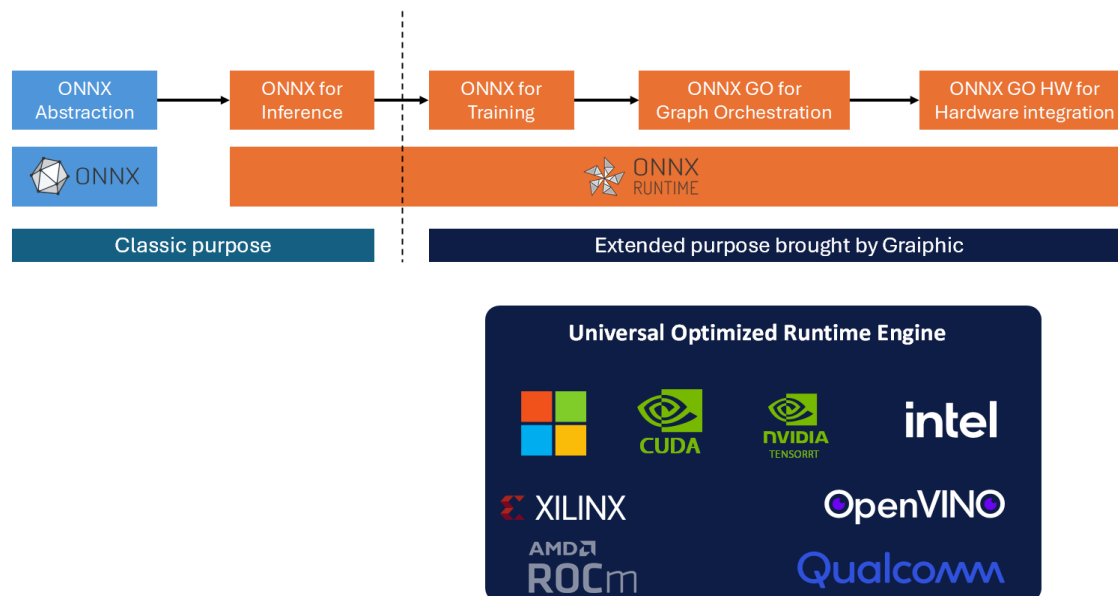 ONNX
Abstraction
ONNX for
Inference
ONNX for
Training
ONNX GO for
Graph Orchestration
ONNX GO HW for
Hardware integration
ONNX
ONNX
RUNTIME
Classic purpose
Extended purpose brought by Graiphic
Universal Optimized Runtime Engine
CUDA
NVIDIA
TENSORRT
intel
XILINX
OpenVINO
AMD
ROCm
Qualcomm